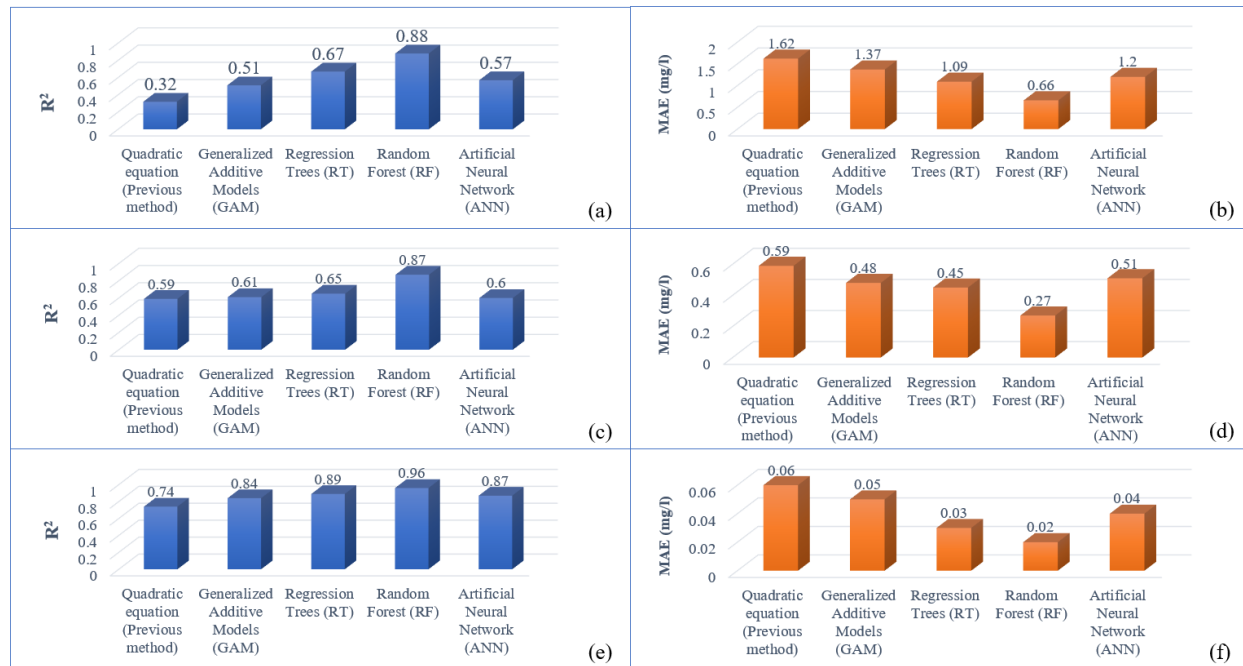 R²
1
0.8
0.6
0.4
0.2
0
0.32
0.51
0.67
0.88
0.57
Quadratic equation (Previous method)
Generalized Additive Models (GAM)
Regression Trees (RT)
Random Forest (RF)
Artificial Neural Network (ANN)
(a)
MAE (mg/l)
2
1.5
1
0.5
0
1.62
1.37
1.09
0.66
1.2
Quadratic equation (Previous method)
Generalized Additive Models (GAM)
Regression Trees (RT)
Random Forest (RF)
Artificial Neural Network (ANN)
(b)
R²
1
0.8
0.6
0.4
0.2
0
0.59
0.61
0.65
0.87
0.6
Quadratic equation (Previous method)
Generalized Additive Models (GAM)
Regression Trees (RT)
Random Forest (RF)
Artificial Neural Network (ANN)
(c)
MAE (mg/l)
0.6
0.4
0.2
0
0.59
0.48
0.45
0.27
0.51
Quadratic equation (Previous method)
Generalized Additive Models (GAM)
Regression Trees (RT)
Random Forest (RF)
Artificial Neural Network (ANN)
(d)
R²
1
0.8
0.6
0.4
0.2
0
0.74
0.84
0.89
0.96
0.87
Quadratic equation (Previous method)
Generalized Additive Models (GAM)
Regression Trees (RT)
Random Forest (RF)
Artificial Neural Network (ANN)
(e)
MAE (mg/l)
0.06
0.04
0.02
0
0.06
0.05
0.03
0.02
0.04
Quadratic equation (Previous method)
Generalized Additive Models (GAM)
Regression Trees (RT)
Random Forest (RF)
Artificial Neural Network (ANN)
(f)